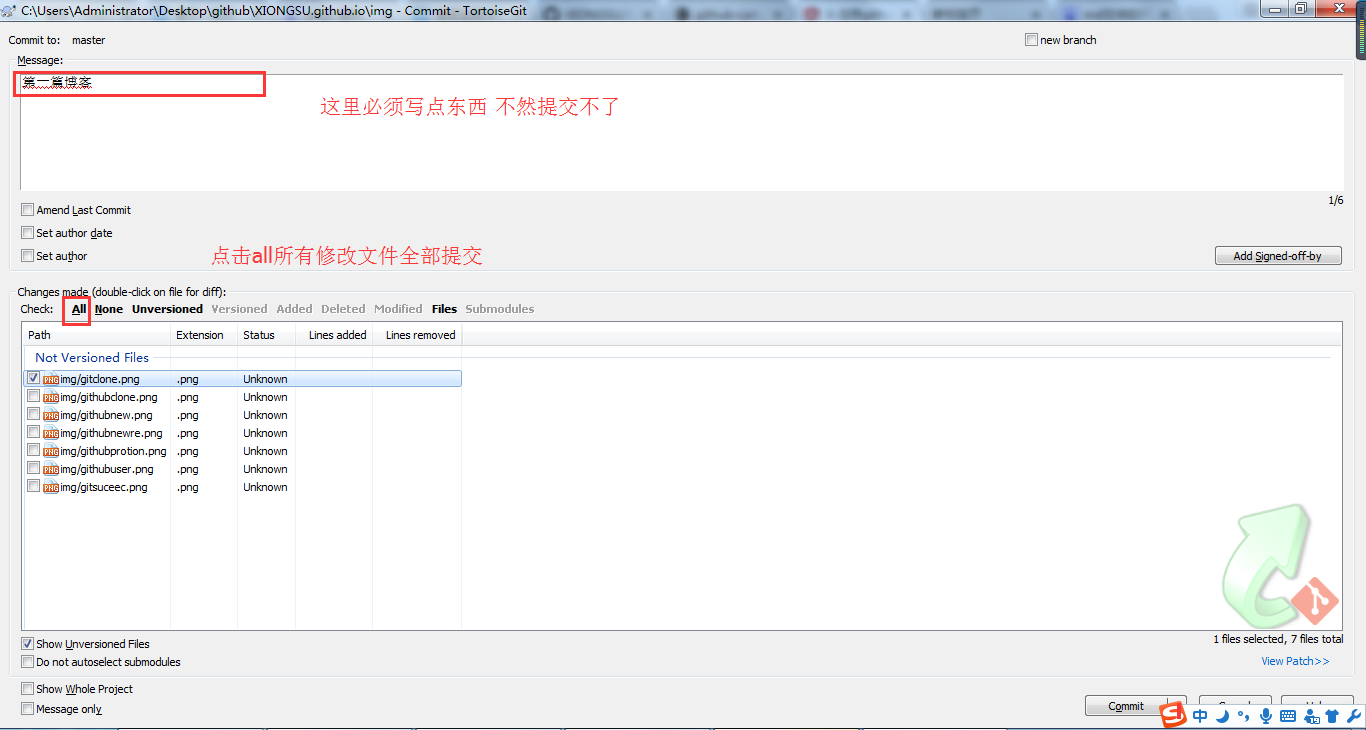 C:\Users\Administrator\Desktop\github\XIONGSU.github.io\img - Commit - TortoiseGit
Commit to: master
new branch
Message:
第一篇博客
这里必须写点东西 不然提交不了
1/6
Amend Last Commit
Set author date
Set author
点击all所有修改文件全部提交
Add Signed-off-by
Changes made (double-click on file for diff):
Check: All None Unversioned Versioned Added Deleted Modified Files Submodules
Path Extension Status Lines added Lines removed
Not Versioned Files
img/gitclone.png .png Unknown
img/githubclone.png .png Unknown
img/githubnew.png .png Unknown
img/githubnewre.png .png Unknown
img/githubprotion.png .png Unknown
img/githubuser.png .png Unknown
img/gitsuceec.png .png Unknown
Show Unversioned Files
1 files selected, 7 files total
Do not autoselect submodules
View Patch>>
Show Whole Project
Message only
Commit
中